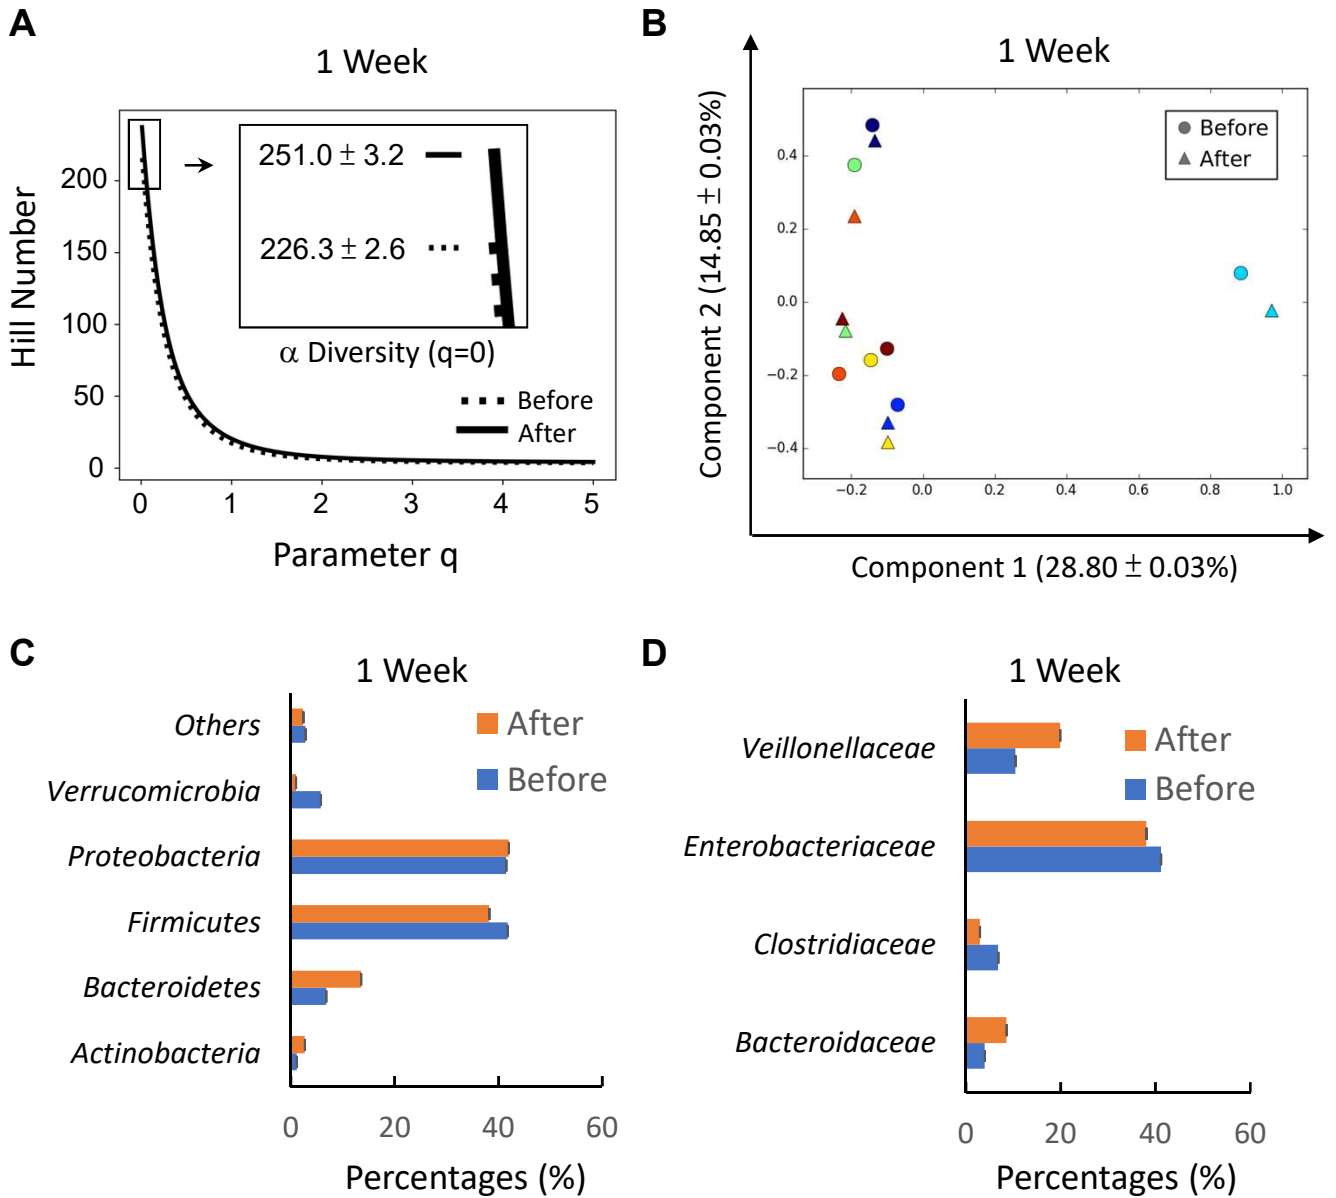 A
1 Week
Hill Number
200
150
100
50
0
251.0 ± 3.2
226.3 ± 2.6
α Diversity (q=0)
Before
After
0 1 2 3 4 5
Parameter q
B
1 Week
Component 2 (14.85 ± 0.03%)
Before
After
0.4
0.2
0.0
−0.2
−0.4
−0.2 0.0 0.2 0.4 0.6 0.8 1.0
Component 1 (28.80 ± 0.03%)
C
1 Week
After
Before
Others
Verrucomicrobia
Proteobacteria
Firmicutes
Bacteroidetes
Actinobacteria
0 20 40 60
Percentages (%)
D
1 Week
After
Before
Veillonellaceae
Enterobacteriaceae
Clostridiaceae
Bacteroidaceae
0 20 40 60
Percentages (%)